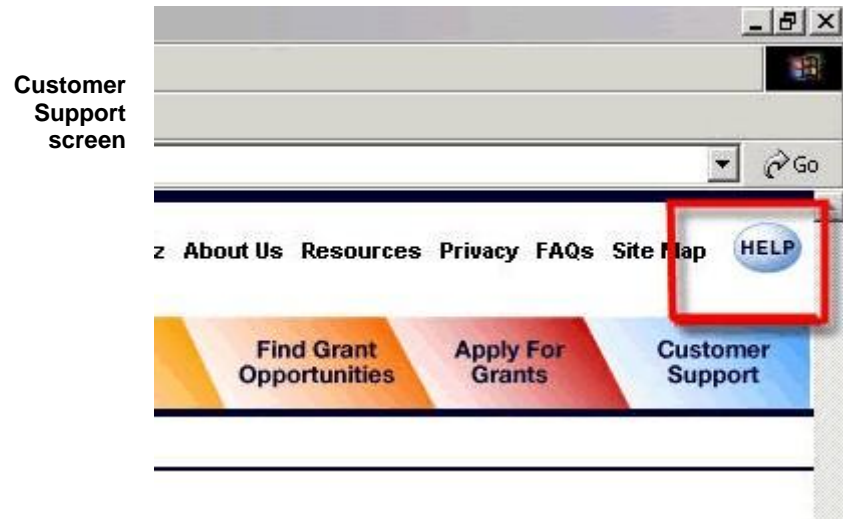 Customer
Support
screen
Go
z About Us Resources Privacy FAQs Site Map HELP
Find Grant
Opportunities
Apply For
Grants
Customer
Support